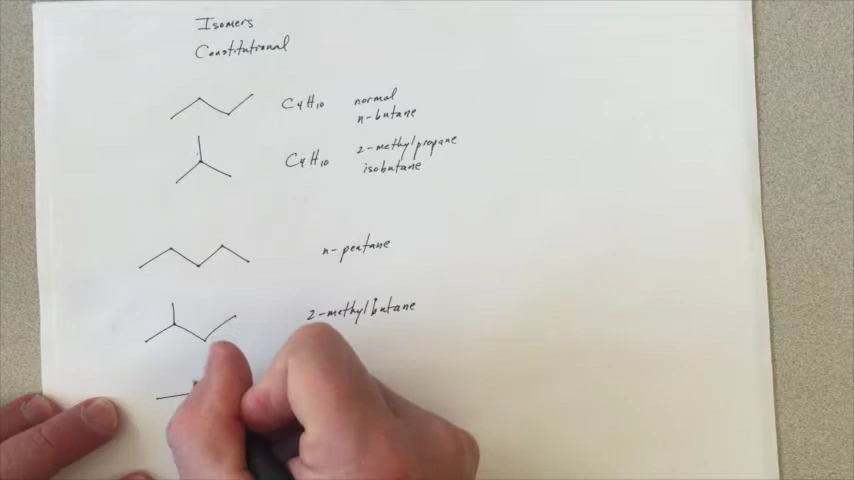 Isomers
Constitutional
C4H10 normal
n-butane
C4H10 2-methylpropane
isobutane
n-pentane
2-methylbutane